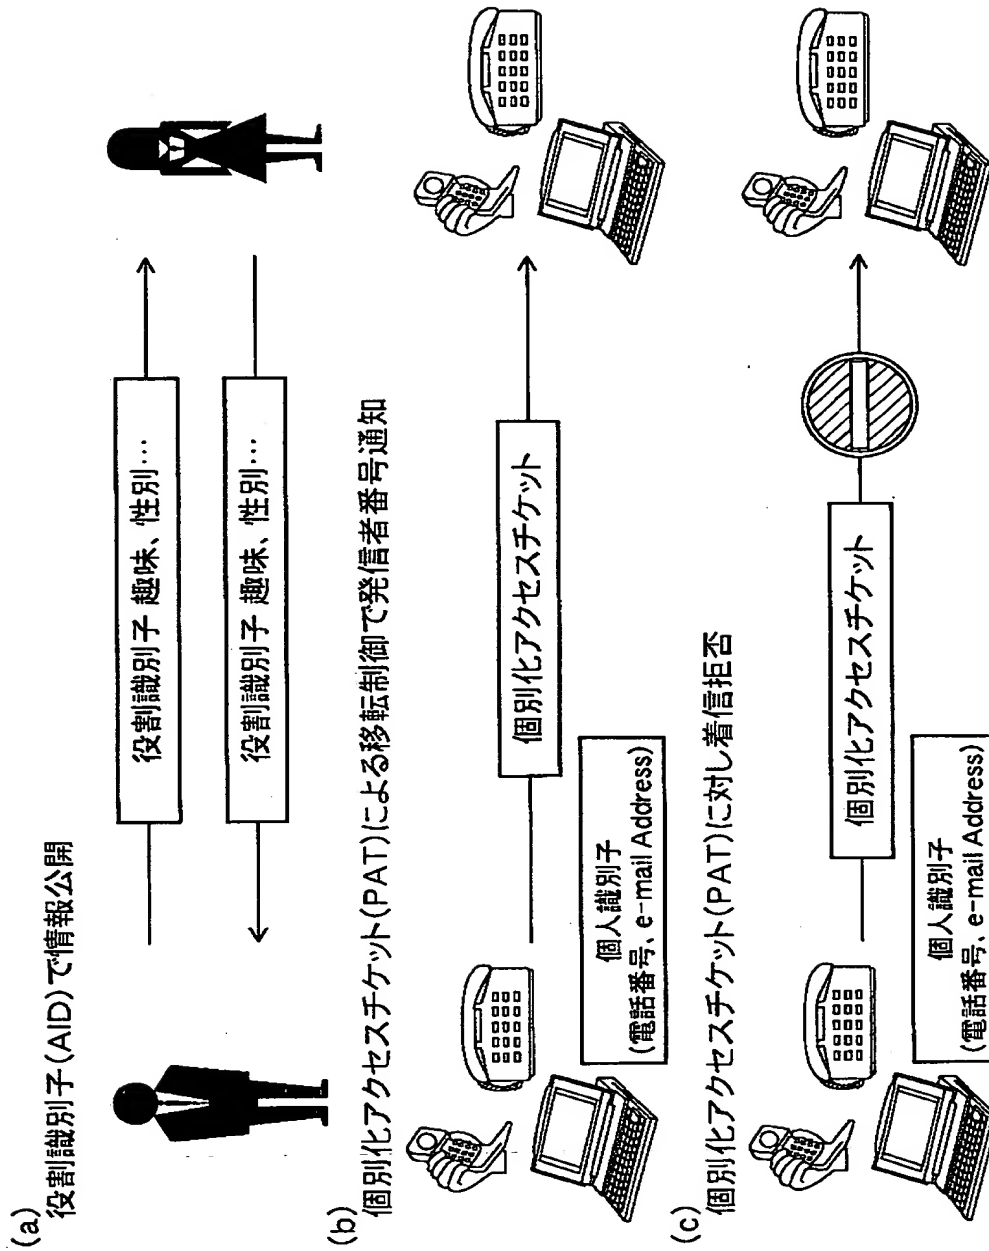 (a)
役割識別子(AID)で情報公開
役割識別子 趣味、性別…
役割識別子 趣味、性別…
(b)
個別化アクセスチケット(PAT)による移転制御で発信者番号通知
個別化アクセスチケット
個人識別子
(電話番号、e-mail Address)
(c)
個別化アクセスチケット(PAT)に対し着信拒否
個別化アクセスチケット
個人識別子
(電話番号、e-mail Address)